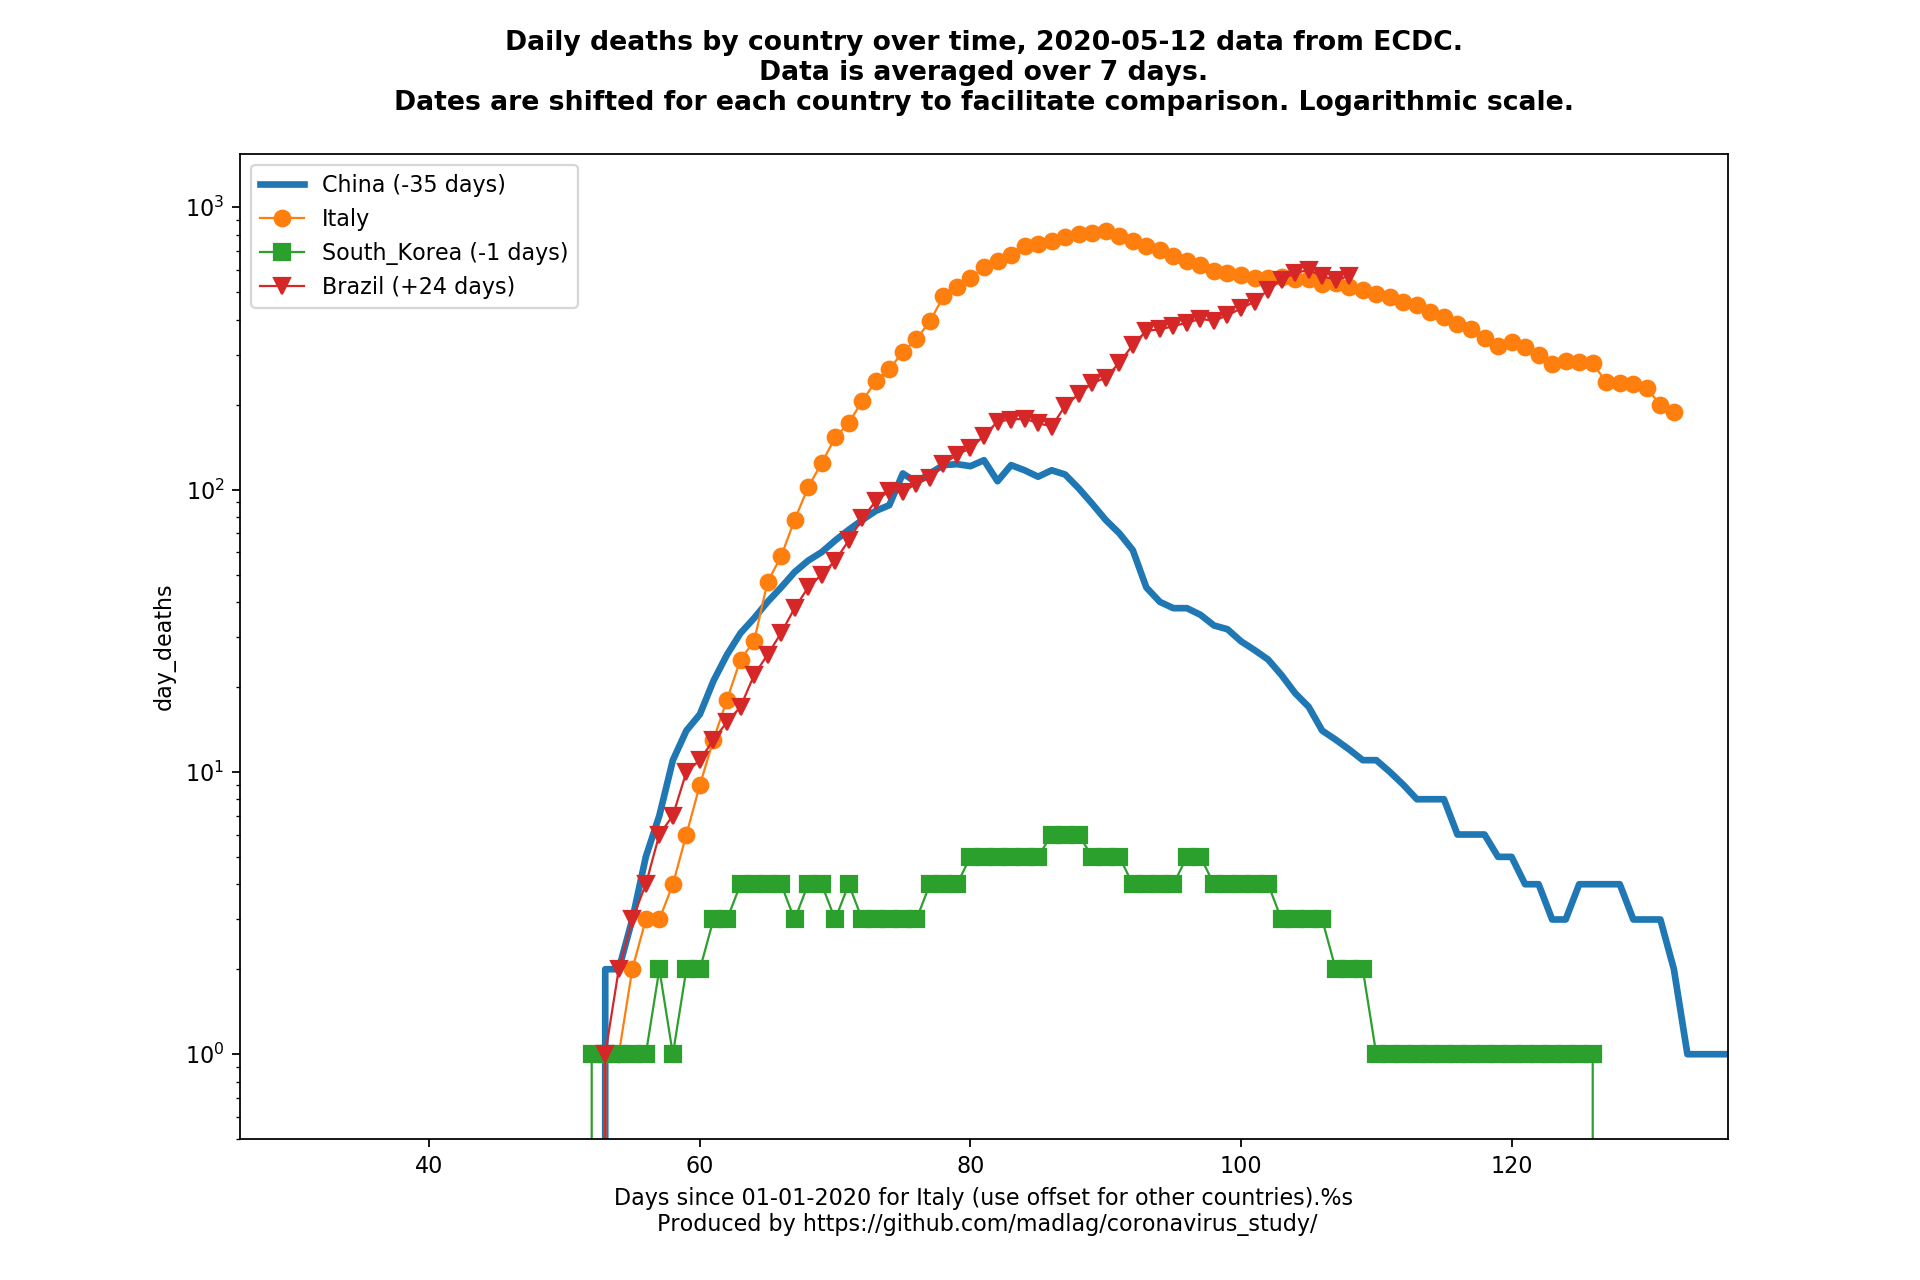 Daily deaths by country over time, 2020-05-12 data from ECDC.
Data is averaged over 7 days.
Dates are shifted for each country to facilitate comparison. Logarithmic scale.
China (-35 days)
Italy
South_Korea (-1 days)
Brazil (+24 days)
10³
10²
10¹
10⁰
day_deaths
40 60 80 100 120
Days since 01-01-2020 for Italy (use offset for other countries).%s
Produced by https://github.com/madlag/coronavirus_study/